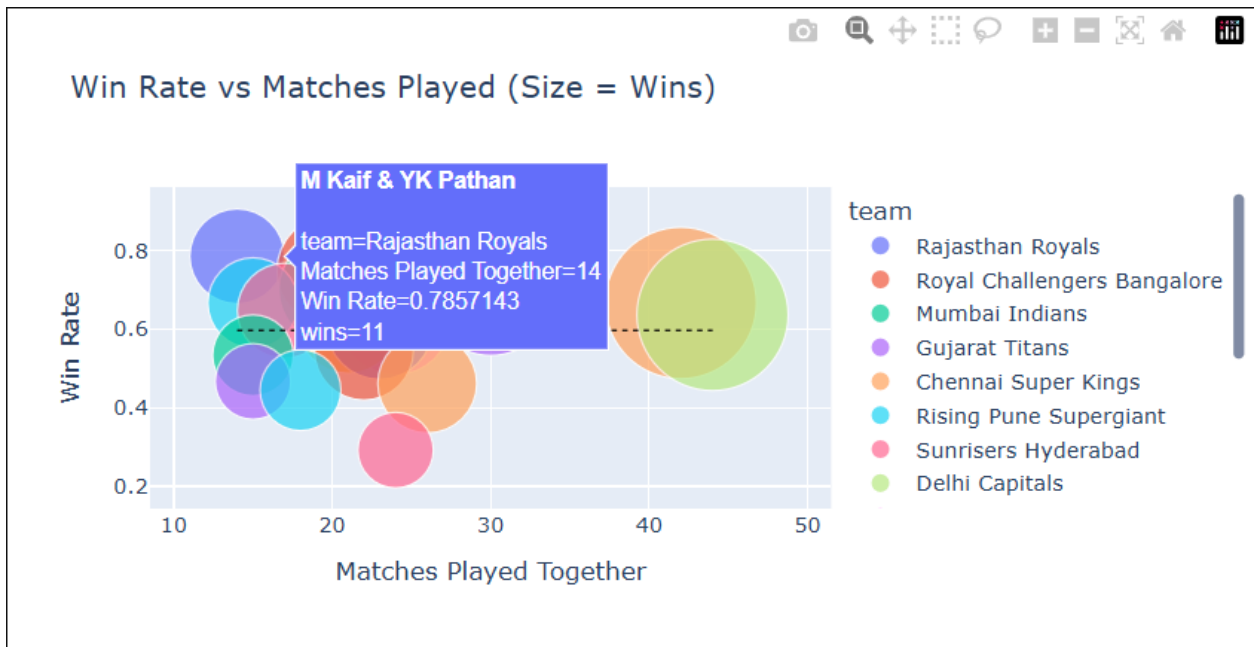 Win Rate vs Matches Played (Size = Wins)
M Kaif & YK Pathan
team=Rajasthan Royals
Matches Played Together=14
Win Rate=0.7857143
wins=11
Win Rate
0.8
0.6
0.4
0.2
10 20 30 40 50
Matches Played Together
team
Rajasthan Royals
Royal Challengers Bangalore
Mumbai Indians
Gujarat Titans
Chennai Super Kings
Rising Pune Supergiant
Sunrisers Hyderabad
Delhi Capitals